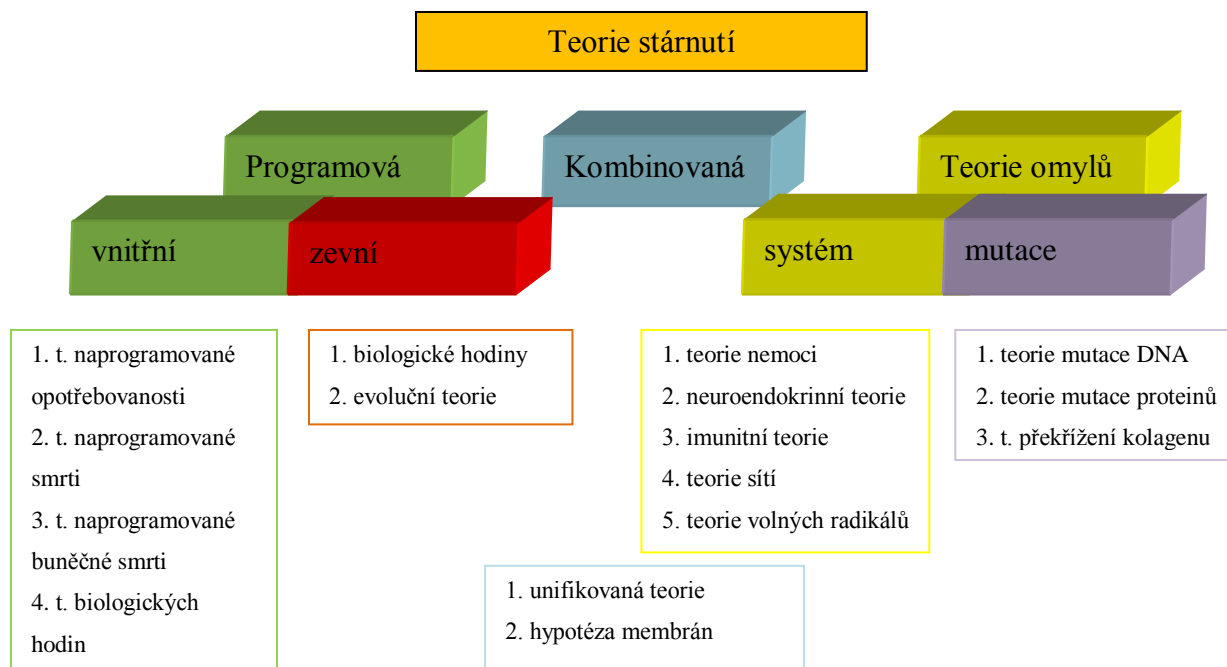 Teorie stárnutí
Programová
Kombinovaná
Teorie omylů
vnitřní
zevní
systém
mutace
1. t. naprogramované
opotřebovanosti
2. t. naprogramované
smrti
3. t. naprogramované
buněčné smrti
4. t. biologických
hodin
1. biologické hodiny
2. evoluční teorie
1. teorie nemoci
2. neuroendokrinní teorie
3. imunitní teorie
4. teorie sítí
5. teorie volných radikálů
1. teorie mutace DNA
2. teorie mutace proteinů
3. t. překřížení kolagenu
1. unifikovaná teorie
2. hypotéza membrán